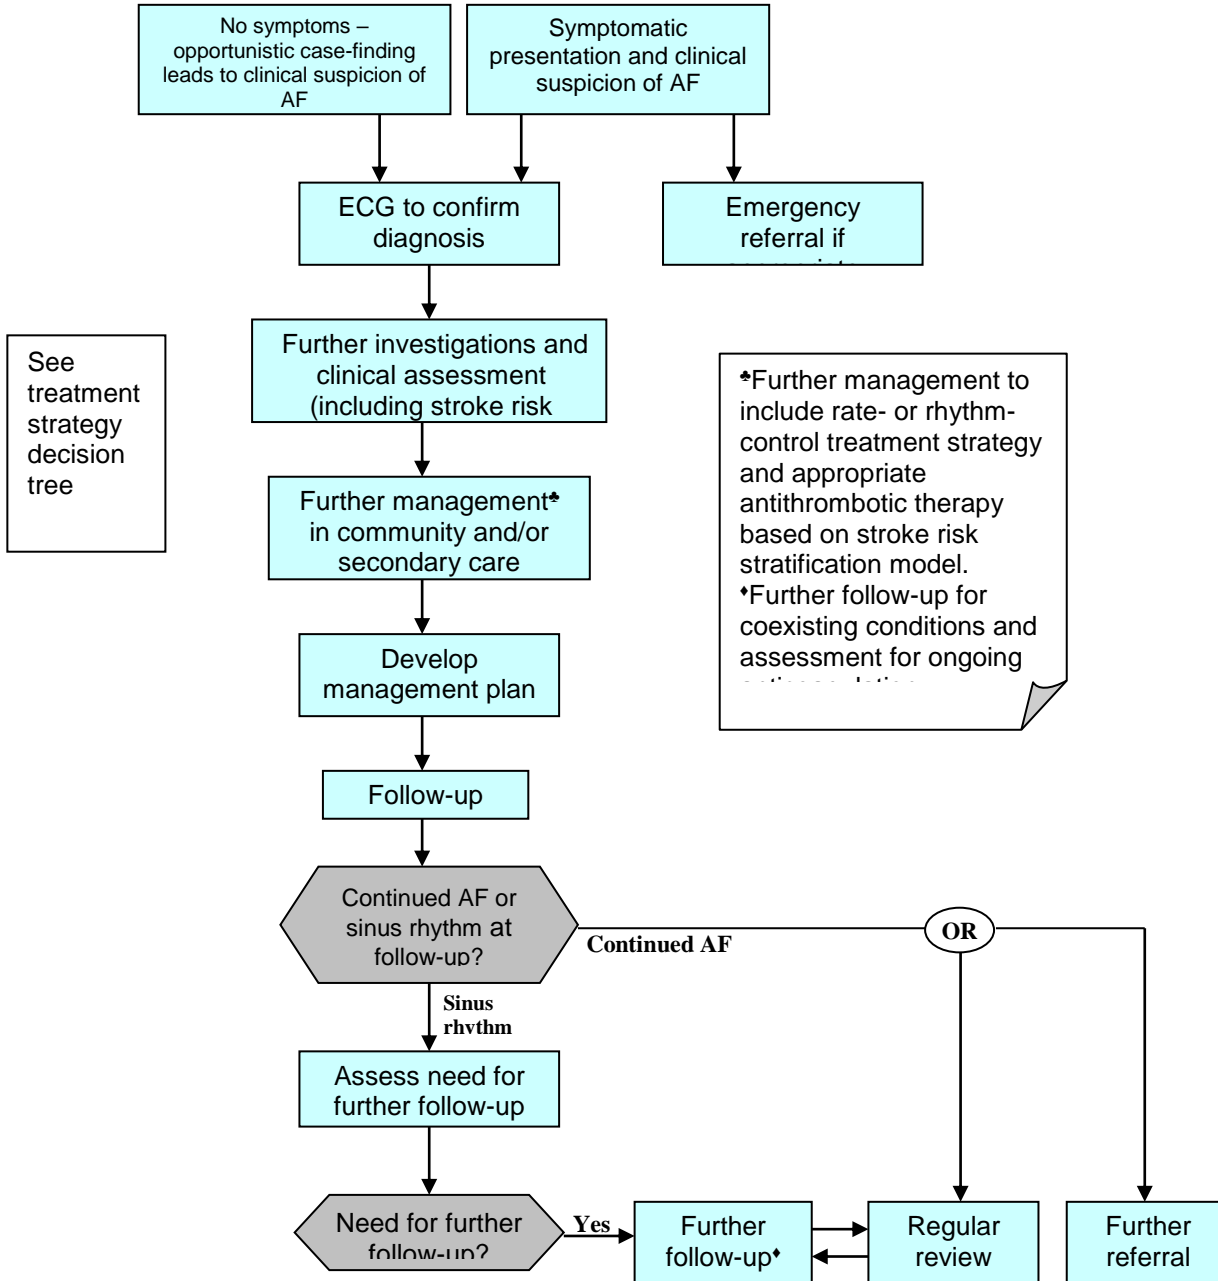 No symptoms –
opportunistic case-finding
leads to clinical suspicion of
AF
Symptomatic
presentation and clinical
suspicion of AF
ECG to confirm
diagnosis
Emergency
referral if
Further investigations and
clinical assessment
(including stroke risk
See
treatment
strategy
decision
tree
♣Further management to
include rate- or rhythm-
control treatment strategy
and appropriate
antithrombotic therapy
based on stroke risk
stratification model.
♦Further follow-up for
coexisting conditions and
assessment for ongoing
Further management♣
in community and/or
secondary care
Develop
management plan
Follow-up
Continued AF or
sinus rhythm at
follow-up?
Continued AF
OR
Sinus
rhythm
Assess need for
further follow-up
Need for further
follow-up?
Yes
Further
follow-up♦
Regular
review
Further
referral